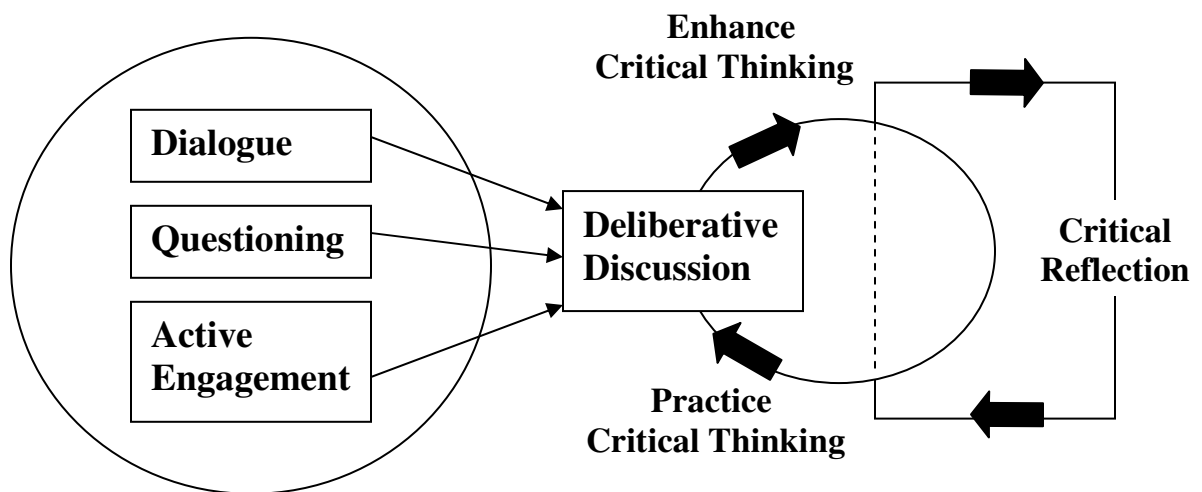 Enhance
Critical Thinking
Dialogue
Questioning
Active
Engagement
Deliberative
Discussion
Critical
Reflection
Practice
Critical Thinking